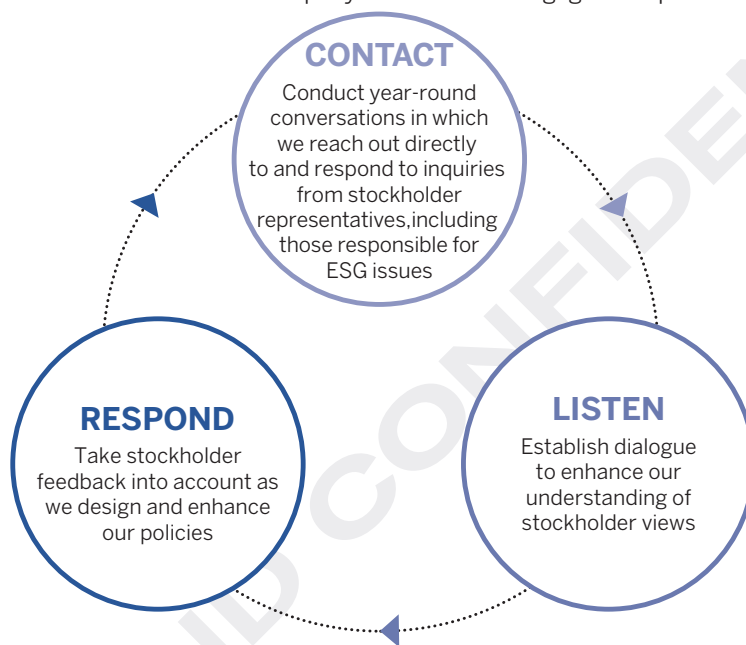 CONTACT
Conduct year-round
conversations in which
we reach out directly
to and respond to inquiries
from stockholder
representatives,including
those responsible for
ESG issues
LISTEN
Establish dialogue
to enhance our
understanding of
stockholder views
RESPOND
Take stockholder
feedback into account as
we design and enhance
our policies
D CONFIDEN